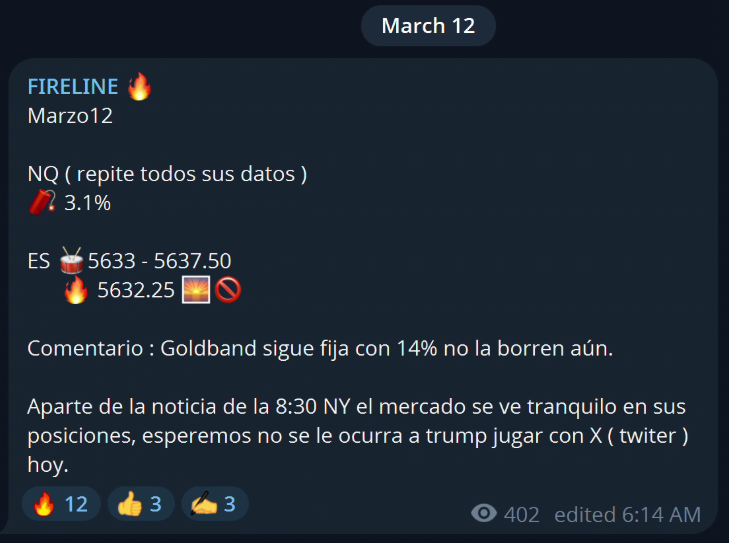 March 12
FIRELINE 🔥
Marzo12
NQ ( repite todos sus datos )
🧨 3.1%
ES 🥁 5633 - 5637.50
🔥 5632.25 🌅🚫
Comentario : Goldband sigue fija con 14% no la borren aún.
Aparte de la noticia de la 8:30 NY el mercado se ve tranquilo en sus
posiciones, esperemos no se le ocurra a trump jugar con X ( twiter )
hoy.
🔥 12 👍 3 ✍️ 3
402 edited 6:14 AM